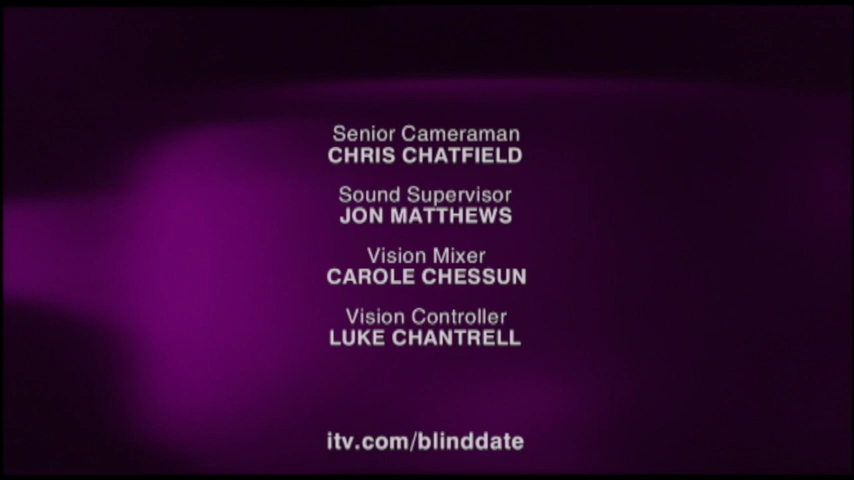 Senior Cameraman
CHRIS CHATFIELD
Sound Supervisor
JON MATTHEWS
Vision Mixer
CAROLE CHESSUN
Vision Controller
LUKE CHANTRELL
itv.com/blinddate